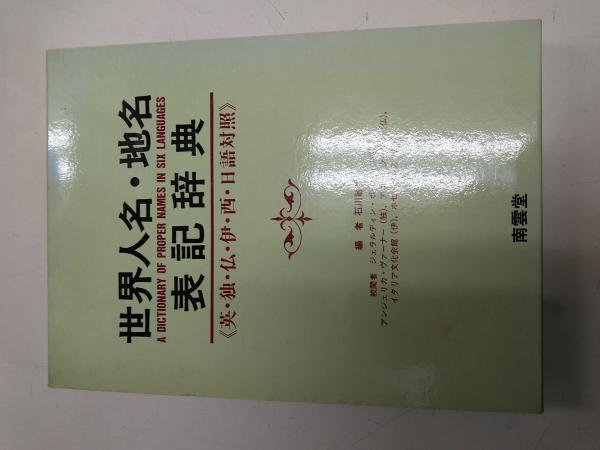 世界人名・地名
A DICTIONARY OF PROPER NAMES IN SIX LANGUAGES
表記辞典
《英・独・仏・伊・西・日語対照》
編者 石川
校閲者 ジェラルディン・
アンジェリカ・ヴァーナー(独)、
(仏)、
イタリア文化会館(伊)、ホセ
南雲堂